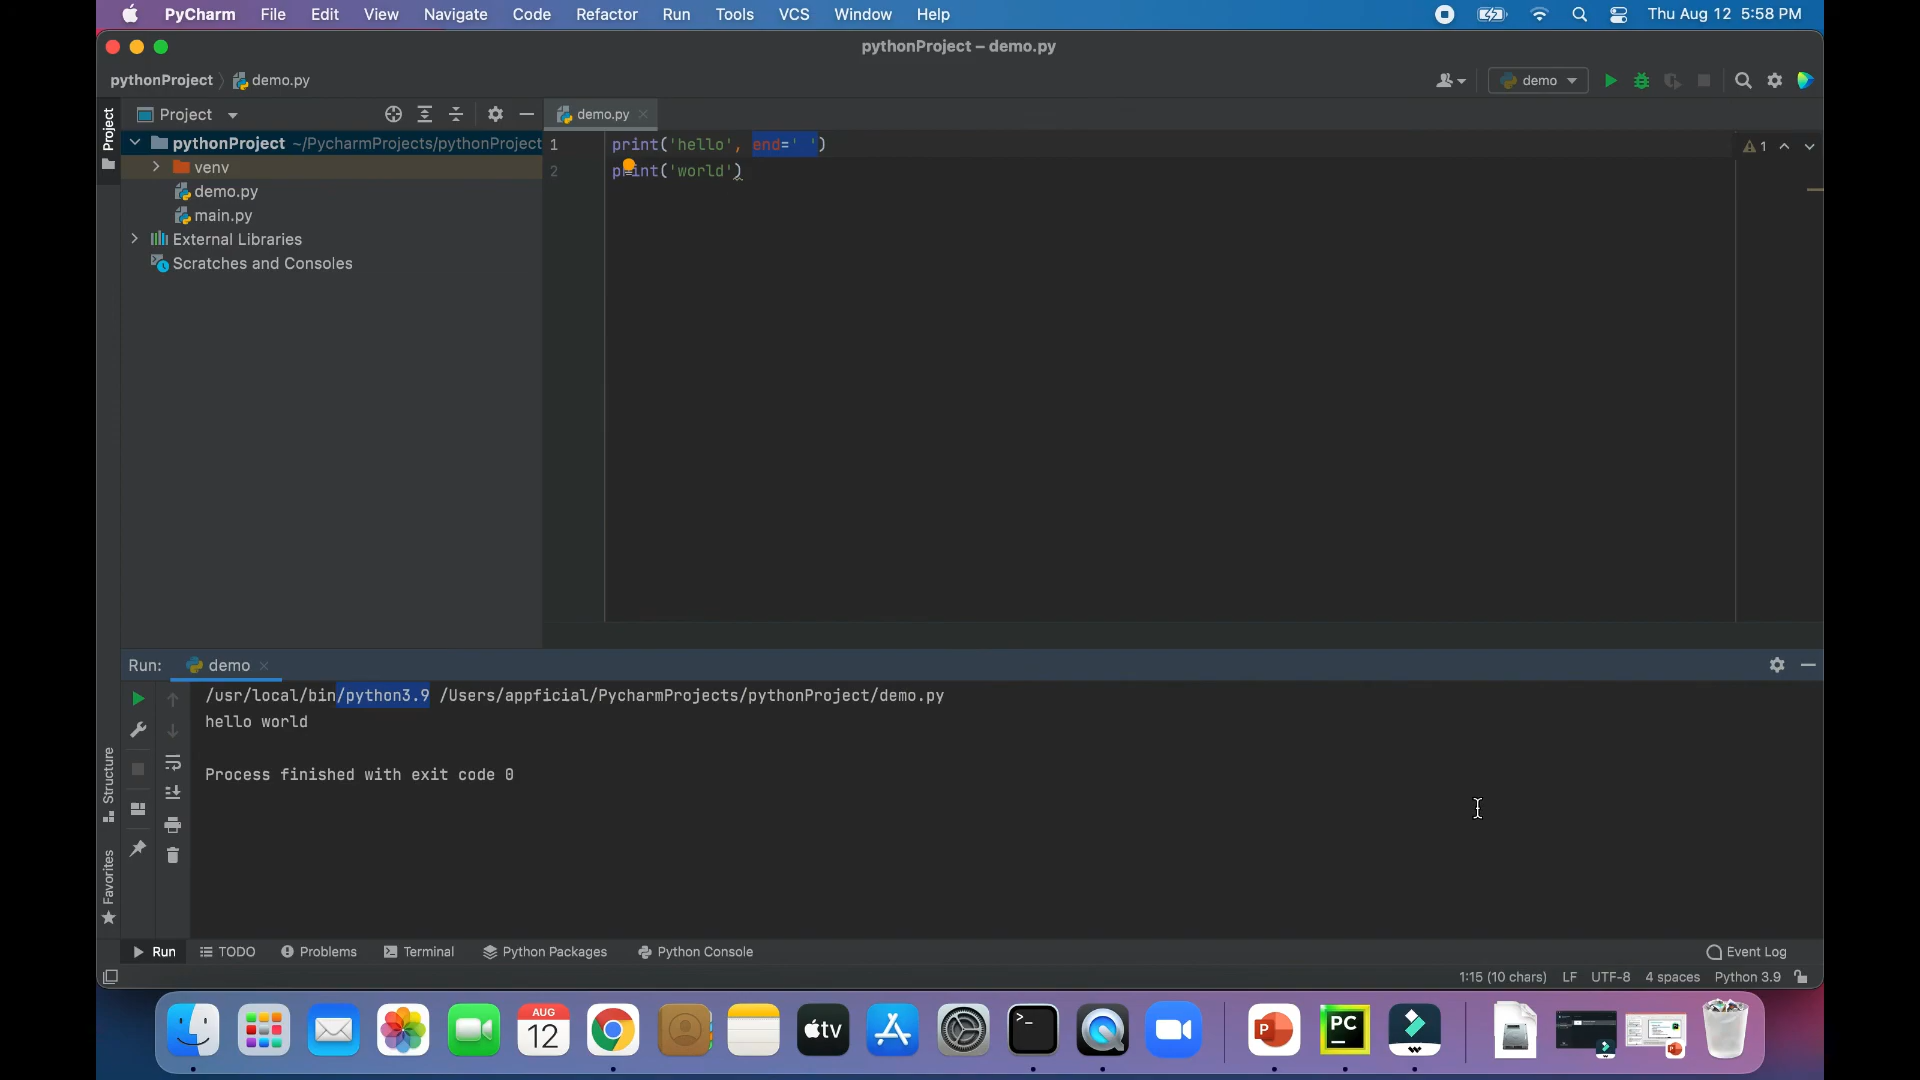 PyCharm File Edit View Navigate Code Refactor Run Tools VCS Window Help Thu Aug 12 5:58 PM
pythonProject – demo.py
pythonProject demo.py demo
Project Project demo.py
pythonProject ~/PycharmProjects/pythonProject 1 print('hello', end=' ') 1
venv 2 print('world')
demo.py
main.py
External Libraries
Scratches and Consoles
Run: demo
/usr/local/bin/python3.9 /Users/appficial/PycharmProjects/pythonProject/demo.py
hello world
Process finished with exit code 0
Structure
Favorites
Run TODO Problems Terminal Python Packages Python Console Event Log
1:15 (10 chars) LF UTF-8 4 spaces Python 3.9
AUG
12
tv
>_
P
PC